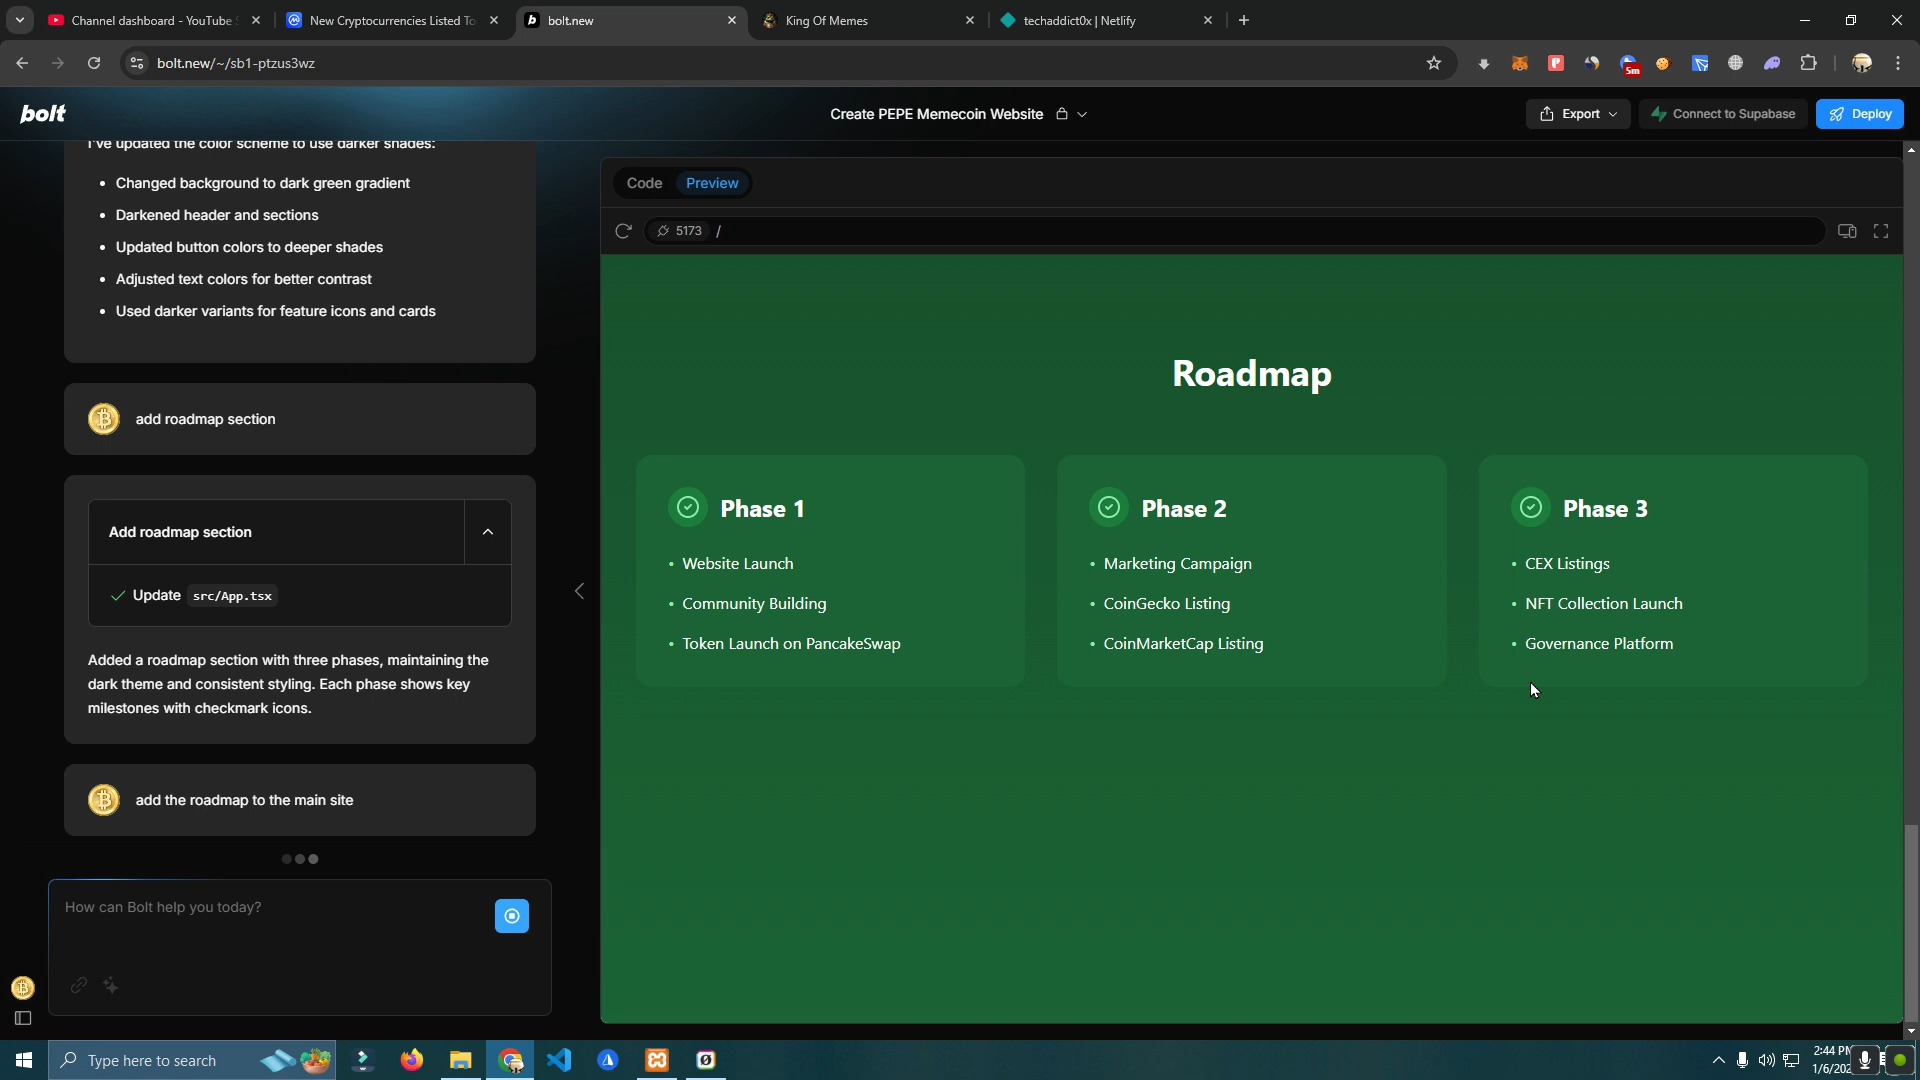 Channel dashboard - YouTube S
New Cryptocurrencies Listed To
bolt.new
King Of Memes
techaddict0x | Netlify
bolt.new/~/sb1-ptzus3wz
5m
bolt
Create PEPE Memecoin Website
Export
Connect to Supabase
Deploy
I've updated the color scheme to use darker shades:
• Changed background to dark green gradient
• Darkened header and sections
• Updated button colors to deeper shades
• Adjusted text colors for better contrast
• Used darker variants for feature icons and cards
add roadmap section
Add roadmap section
Update src/App.tsx
Added a roadmap section with three phases, maintaining the
dark theme and consistent styling. Each phase shows key
milestones with checkmark icons.
add the roadmap to the main site
How can Bolt help you today?
Code
Preview
5173 /
Roadmap
Phase 1
• Website Launch
• Community Building
• Token Launch on PancakeSwap
Phase 2
• Marketing Campaign
• CoinGecko Listing
• CoinMarketCap Listing
Phase 3
• CEX Listings
• NFT Collection Launch
• Governance Platform
Type here to search
2:44 PM
1/6/202